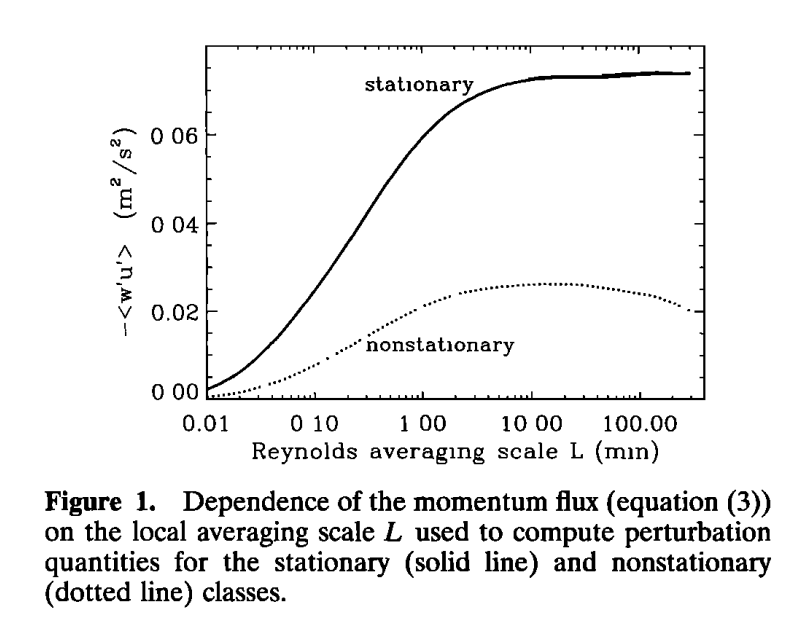 stationary
0 06
0 04
0.02
0 00
−<w'u'> (m²/s²)
nonstationary
0.01 0 10 1 00 10 00 100.00
Reynolds averagıng scale L (mın)
Figure 1. Dependence of the momentum flux (equation (3))
on the local averaging scale L used to compute perturbation
quantities for the stationary (solid line) and nonstationary
(dotted line) classes.